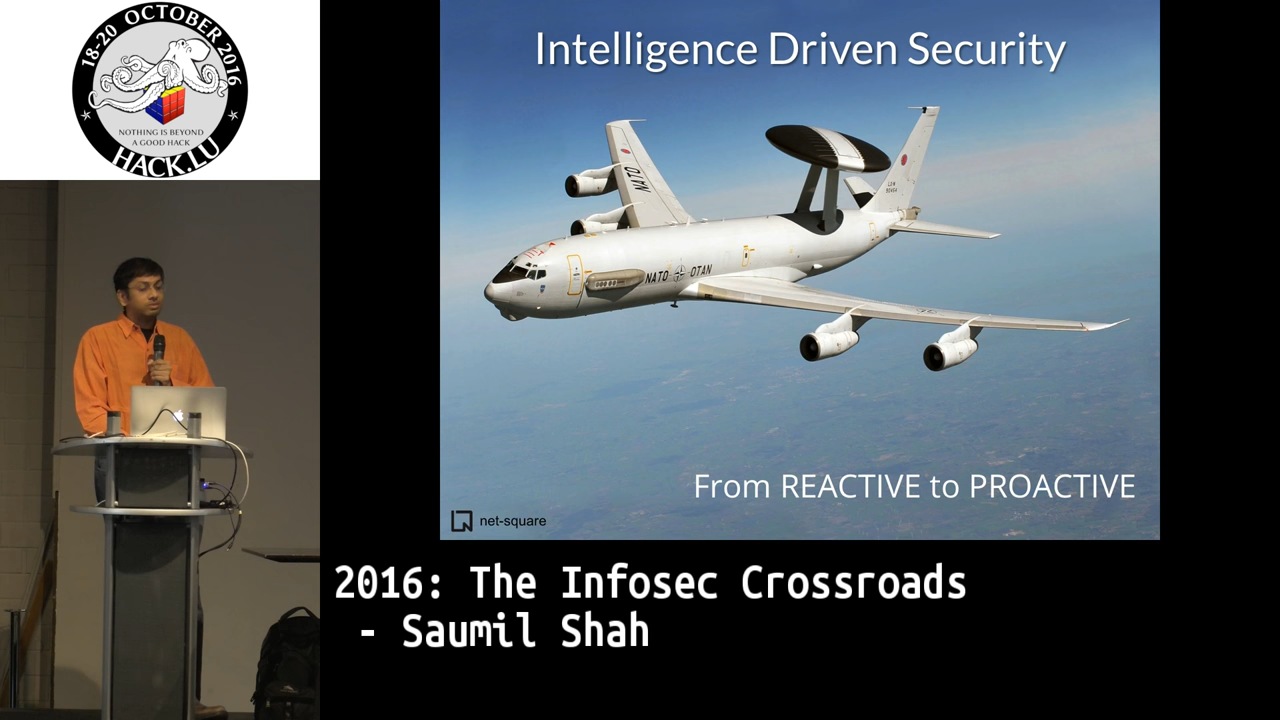 18-20 OCTOBER 2016
NOTHING IS BEYOND
A GOOD HACK
HACK.LU
Intelligence Driven Security
NATO
NATO OTAN
From REACTIVE to PROACTIVE
net-square
2016: The Infosec Crossroads
- Saumil Shah